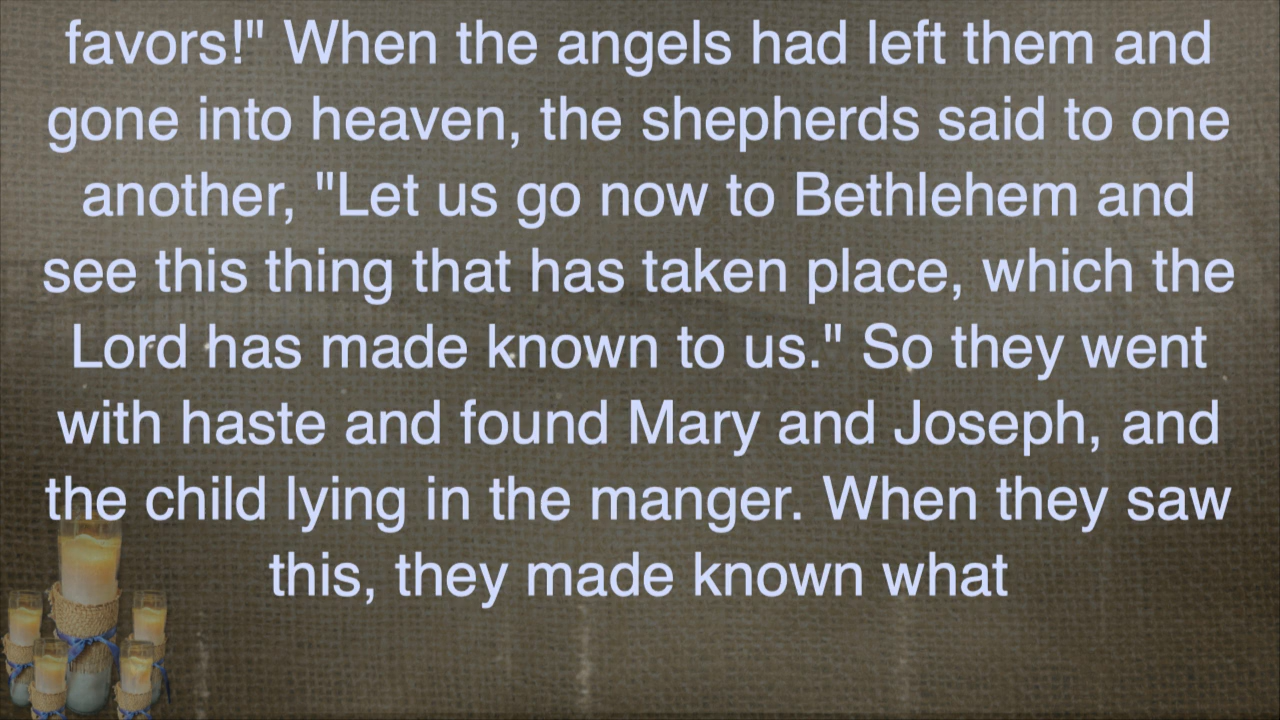 favors!" When the angels had left them and
gone into heaven, the shepherds said to one
another, "Let us go now to Bethlehem and
see this thing that has taken place, which the
Lord has made known to us." So they went
with haste and found Mary and Joseph, and
the child lying in the manger. When they saw
this, they made known what